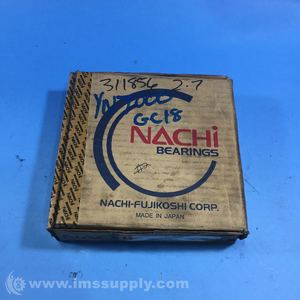 311856 2.7
GC18
NACHi
BEARINGS
NACHI-FUJIKOSHI CORP.
MADE IN JAPAN
© www.imssupply.com